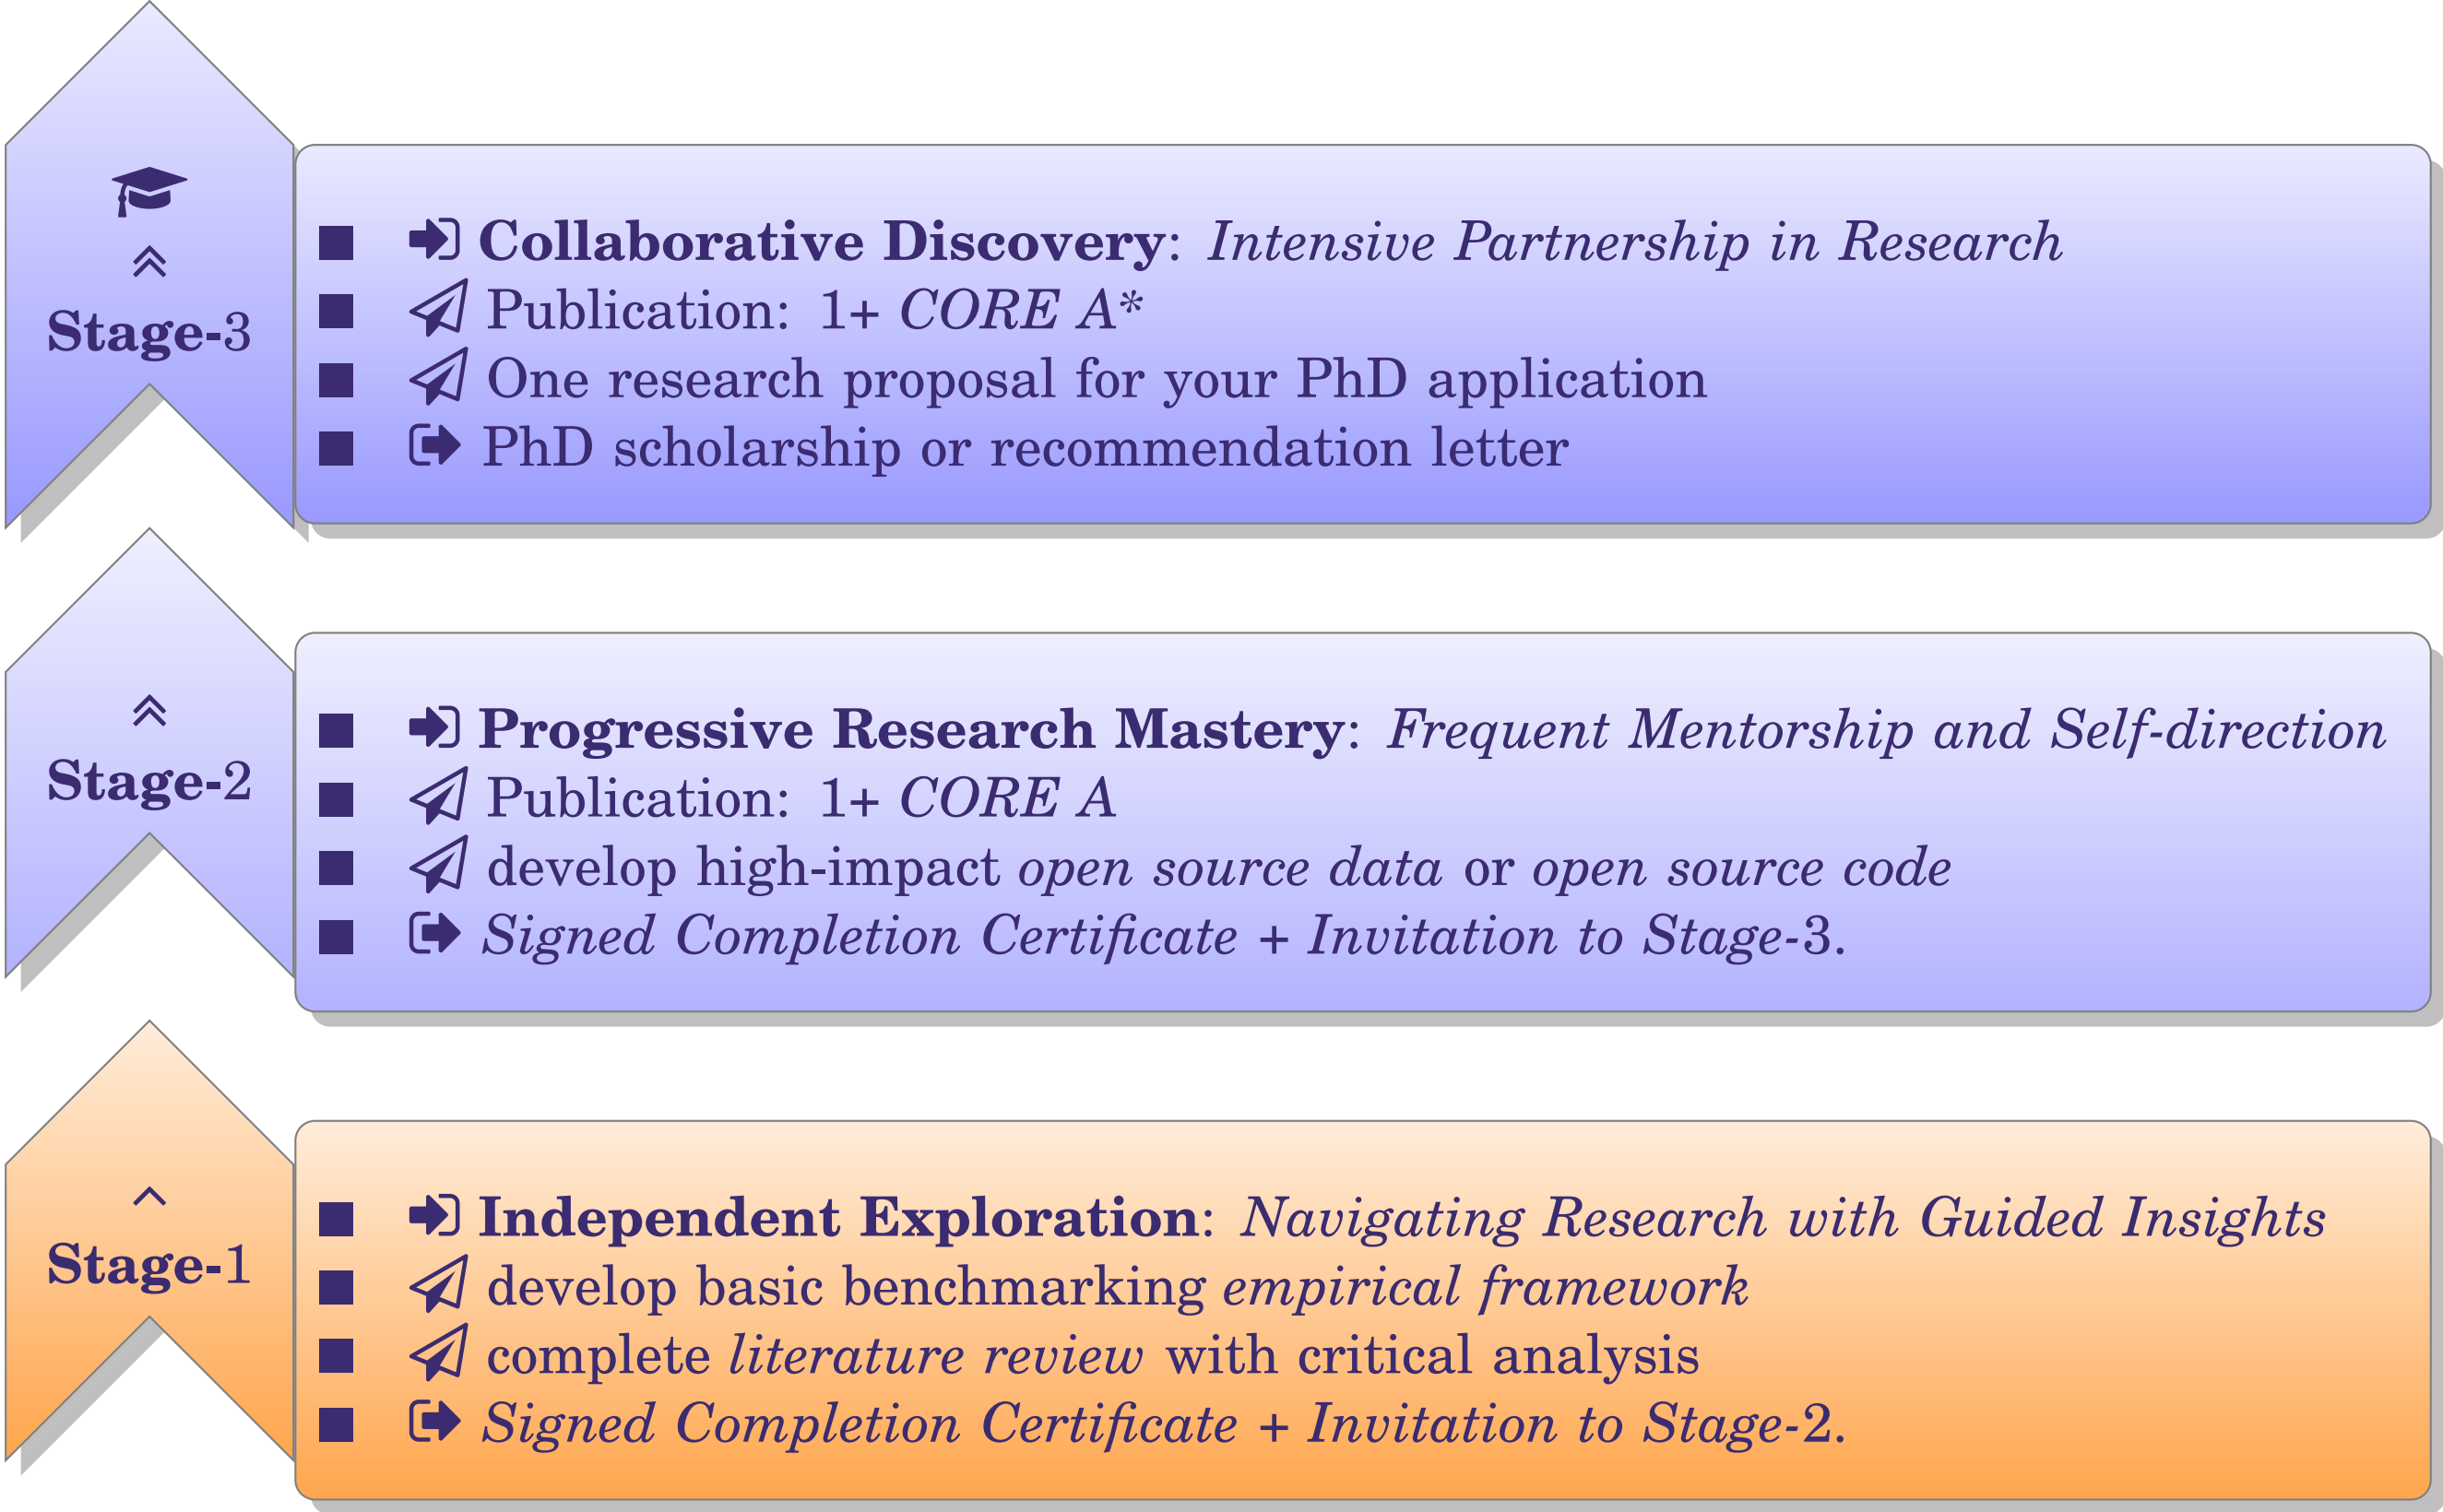 Stage-3
Collaborative Discovery: Intensive Partnership in Research
Publication: 1+ CORE A*
One research proposal for your PhD application
PhD scholarship or recommendation letter
Stage-2
Progressive Research Mastery: Frequent Mentorship and Self-direction
Publication: 1+ CORE A
develop high-impact open source data or open source code
Signed Completion Certificate + Invitation to Stage-3.
Stage-1
Independent Exploration: Navigating Research with Guided Insights
develop basic benchmarking empirical framework
complete literature review with critical analysis
Signed Completion Certificate + Invitation to Stage-2.